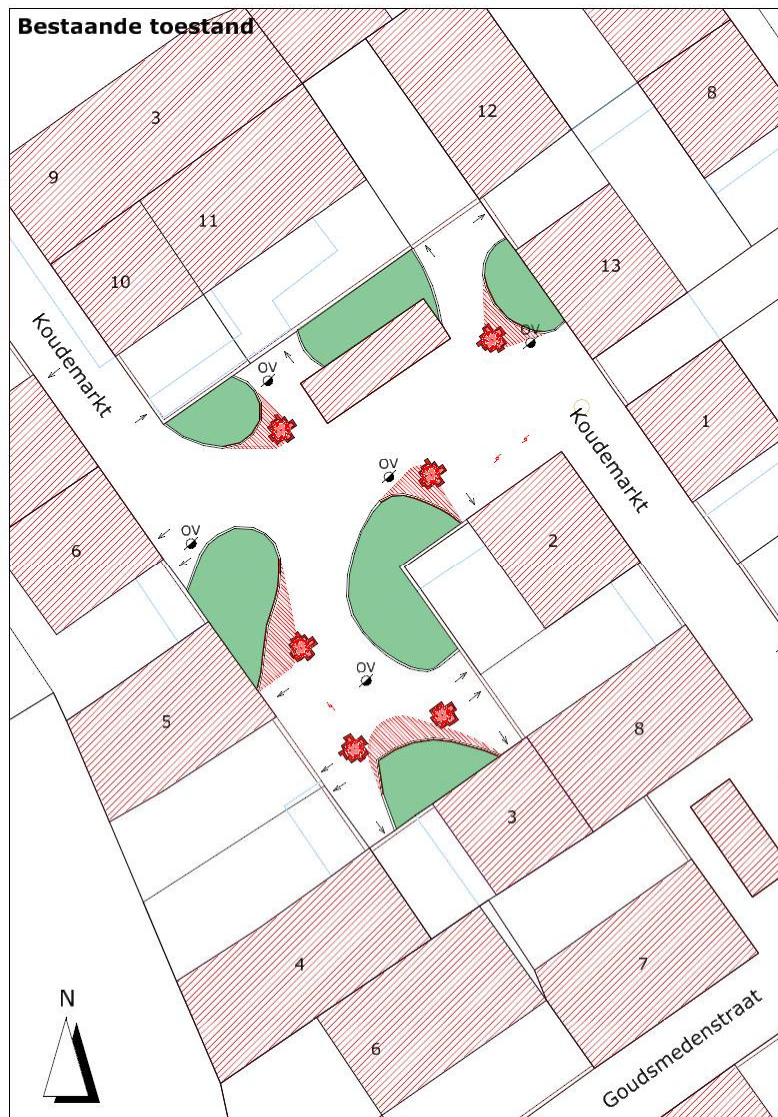 Bestaande toestand
8
12
3
9
11
13
10
Koudemarkt
OV
OV
1
Koudemarkt
OV
OV
6
2
OV
5
8
3
4
7
N
6
Goudsmedenstraat